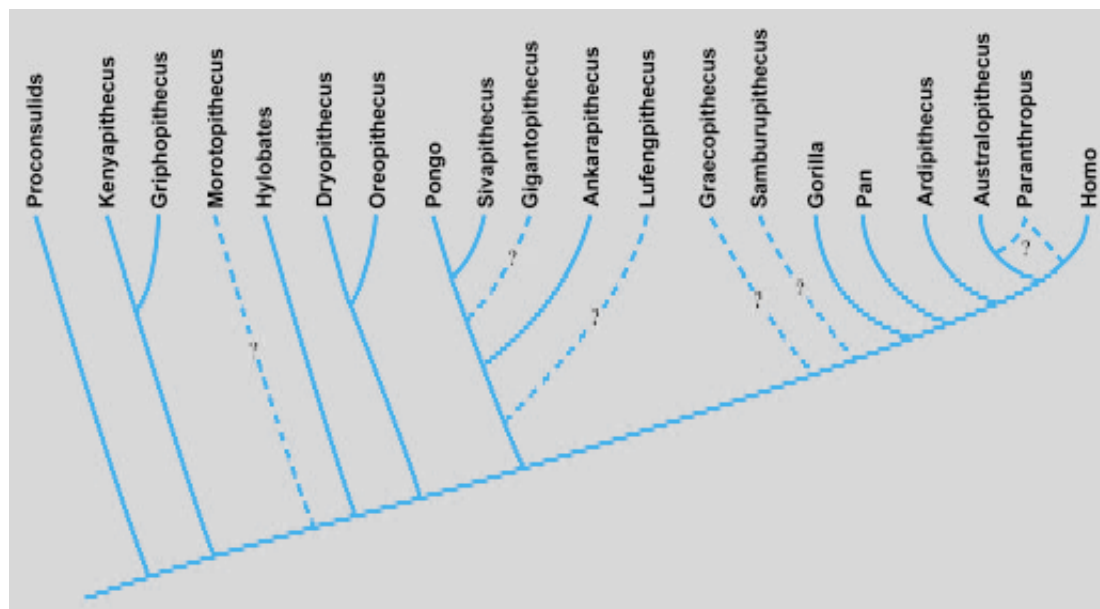 Proconsulids
Kenyapithecus
Griphopithecus
Morotopithecus
Hylobates
Dryopithecus
Oreopithecus
Pongo
Sivapithecus
Gigantopithecus
Ankarapithecus
Lufengpithecus
Graecopithecus
Samburupithecus
Gorilla
Pan
Ardipithecus
Australopithecus
Paranthropus
Homo
?
?
?
?
?
?